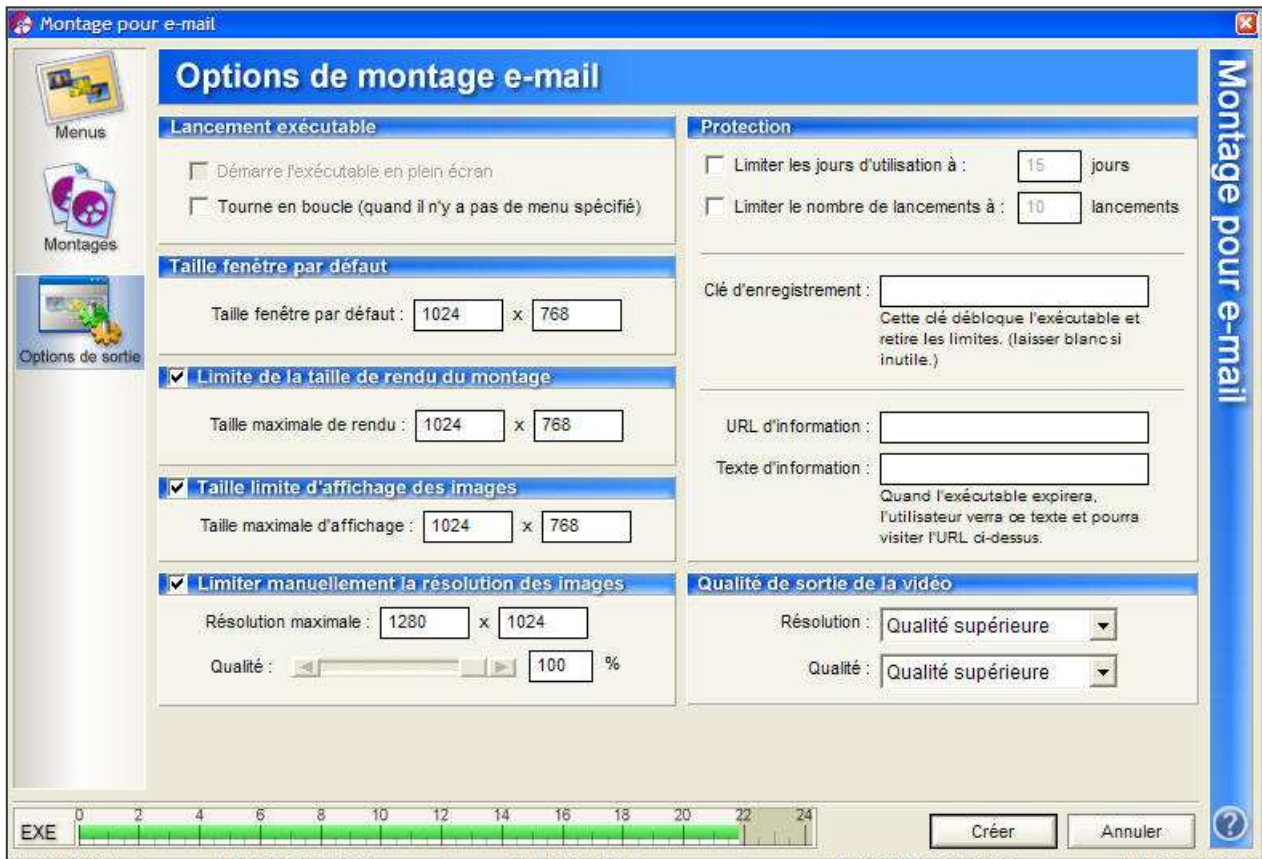 Montage pour e-mail
Menus
Montages
Options de sortie
Options de montage e-mail
Lancement exécutable
Démarre l'exécutable en plein écran
Tourne en boucle (quand il n'y a pas de menu spécifié)
Taille fenêtre par défaut
Taille fenêtre par défaut : 1024 x 768
Limite de la taille de rendu du montage
Taille maximale de rendu : 1024 x 768
Taille limite d'affichage des images
Taille maximale d'affichage : 1024 x 768
Limiter manuellement la résolution des images
Résolution maximale : 1280 x 1024
Qualité : 100 %
Protection
Limiter les jours d'utilisation à : 15 jours
Limiter le nombre de lancements à : 10 lancements
Clé d'enregistrement :
Cette clé débloque l'exécutable et
retire les limites. (laisser blanc si
inutile.)
URL d'information :
Texte d'information :
Quand l'exécutable expirera,
l'utilisateur verra ce texte et pourra
visiter l'URL ci-dessus.
Qualité de sortie de la vidéo
Résolution : Qualité supérieure
Qualité : Qualité supérieure
Montage pour e-mail
EXE 0 2 4 6 8 10 12 14 16 18 20 22 24
Créer
Annuler
?